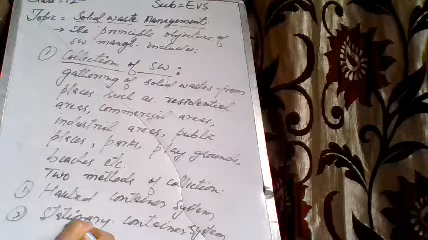 Class-12 Sub=EVS
Topic = Solid waste Management
→ The principle objective of
SW mangt. includes:
① Collection of SW:
gathering of solid wastes from
places such as residential
areas, commercial areas,
industrial areas, public
places, parks, play grounds,
beaches etc.
Two methods of collection:
① Hauled container System
② Stationary container System